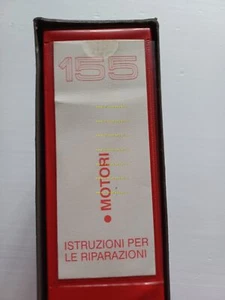 155
MOTORI
ISTRUZIONI PER
LE RIPARAZIONI